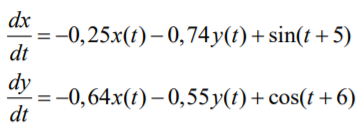 dx/dt = −0,25x(t) − 0,74y(t) + sin(t + 5)
dy/dt = −0,64x(t) − 0,55y(t) + cos(t + 6)